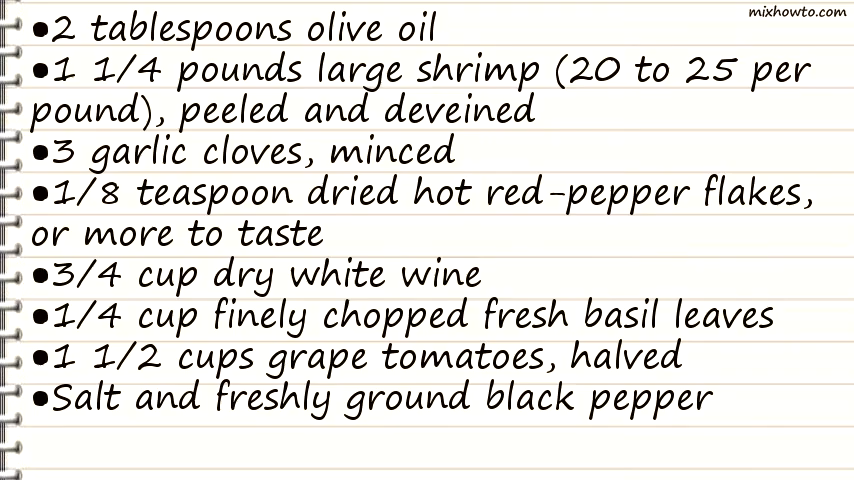 mixhowto.com
●2 tablespoons olive oil
●1 1/4 pounds large shrimp (20 to 25 per
pound), peeled and deveined
●3 garlic cloves, minced
●1/8 teaspoon dried hot red-pepper flakes,
or more to taste
●3/4 cup dry white wine
●1/4 cup finely chopped fresh basil leaves
●1 1/2 cups grape tomatoes, halved
●Salt and freshly ground black pepper